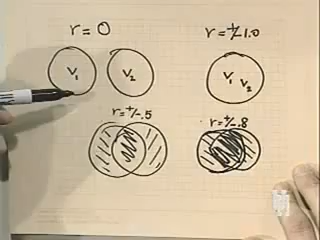 r = 0
r = +/- 1.0
V₁ V₂
V₁ V₂
r = +/- .5
r = +/- .8